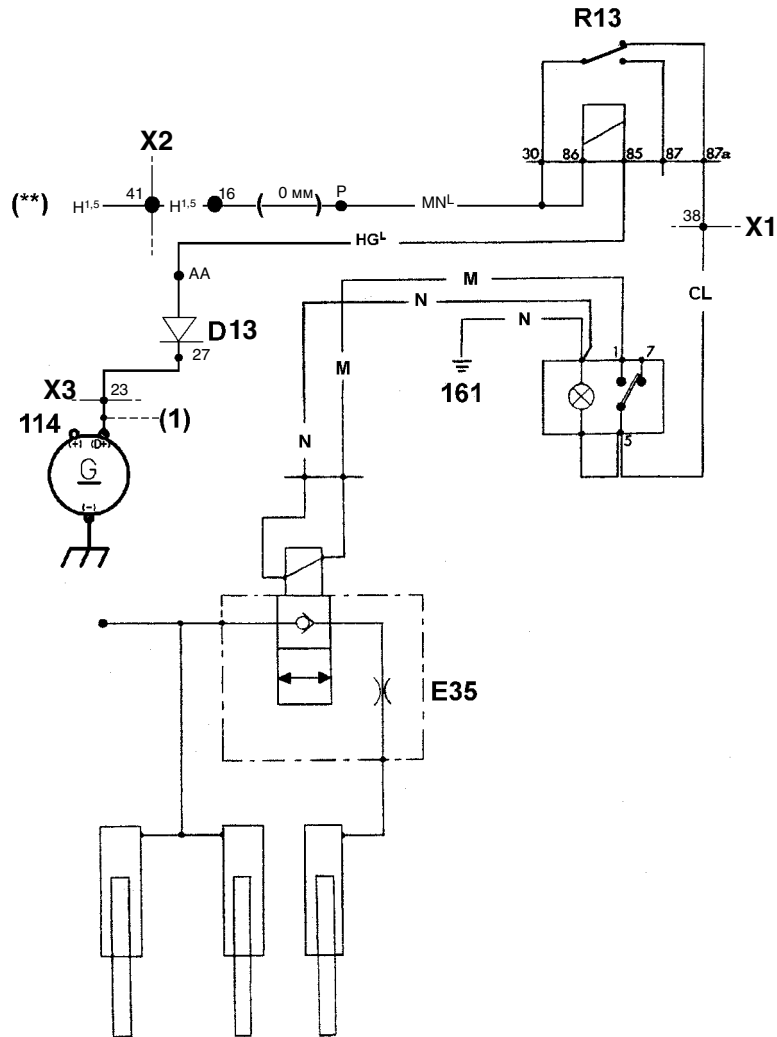 R13
X2
30 86 85 87 87a
(**) H1,5 41 H1,5 16 ( 0 мм ) P MNL
38 X1
HGL
AA
M
CL
N
D13
N
27
1 7
M
161
X3 23
114 (1)
(+) (D+)
5
N
G
(-)
E35